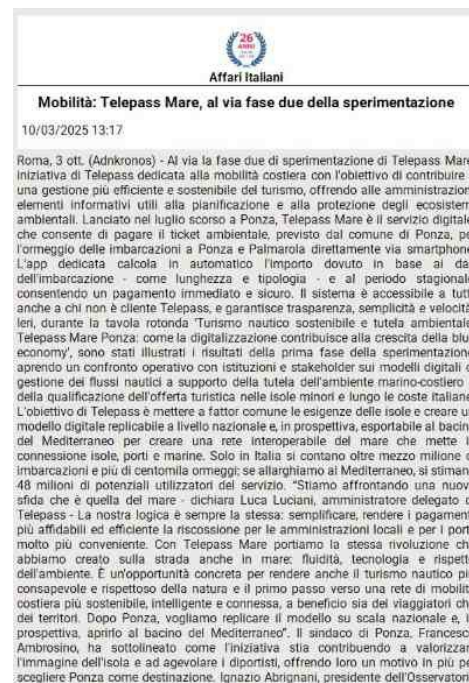 26
ANNI
Affari Italiani
Mobilità: Telepass Mare, al via fase due della sperimentazione
10/03/2025 13:17
Roma, 3 ott. (Adnkronos) - Al via la fase due di sperimentazione di Telepass Mare
iniziativa di Telepass dedicata alla mobilità costiera con l'obiettivo di contribuire
una gestione più efficiente e sostenibile del turismo, offrendo alle amministrazion
elementi informativi utili alla pianificazione e alla protezione degli ecosistem
ambientali. Lanciato nel luglio scorso a Ponza, Telepass Mare è il servizio digitale
che consente di pagare il ticket ambientale, previsto dal comune di Ponza, pe
l'ormeggio delle imbarcazioni a Ponza e Palmarola direttamente via smartphone
L'app dedicata calcola in automatico l'importo dovuto in base ai da
dell'imbarcazione - come lunghezza e tipologia - e al periodo stagionale
consentendo un pagamento immediato e sicuro. Il sistema è accessibile a tutt
anche a chi non è cliente Telepass, e garantisce trasparenza, semplicità e velocità
Ieri, durante la tavola rotonda 'Turismo nautico sostenibile e tutela ambientale
Telepass Mare Ponza: come la digitalizzazione contribuisce alla crescita della blu
economy', sono stati illustrati i risultati della prima fase della sperimentazione
aprendo un confronto operativo con istituzioni e stakeholder sui modelli digitali d
gestione dei flussi nautici a supporto della tutela dell'ambiente marino-costiero
della qualificazione dell'offerta turistica nelle isole minori e lungo le coste italiane
L'obiettivo di Telepass è mettere a fattor comune le esigenze delle isole e creare u
modello digitale replicabile a livello nazionale e, in prospettiva, esportabile al bacin
del Mediterraneo per creare una rete interoperabile del mare che mette i
connessione isole, porti e marine. Solo in Italia si contano oltre mezzo milione d
imbarcazioni e più di centomila ormeggi; se allarghiamo al Mediterraneo, si stiman
48 milioni di potenziali utilizzatori del servizio. "Stiamo affrontando una nuov
sfida che è quella del mare - dichiara Luca Luciani, amministratore delegato d
Telepass - La nostra logica è sempre la stessa: semplificare, rendere i pagament
più affidabili ed efficiente la riscossione per le amministrazioni locali e per i port
molto più conveniente. Con Telepass Mare portiamo la stessa rivoluzione ch
abbiamo creato sulla strada anche in mare: fluidità, tecnologia e rispett
dell'ambiente. È un'opportunità concreta per rendere anche il turismo nautico pi
consapevole e rispettoso della natura e il primo passo verso una rete di mobilit
costiera più sostenibile, intelligente e connessa, a beneficio sia dei viaggiatori ch
dei territori. Dopo Ponza, vogliamo replicare il modello su scala nazionale e, i
prospettiva, aprirlo al bacino del Mediterraneo". Il sindaco di Ponza, Francesc
Ambrosino, ha sottolineato come l'iniziativa stia contribuendo a valorizzar
l'immagine dell'isola e ad agevolare i diportisti, offrendo loro un motivo in più pe
scegliere Ponza come destinazione. Ignazio Abrignani, presidente dell'Osservator